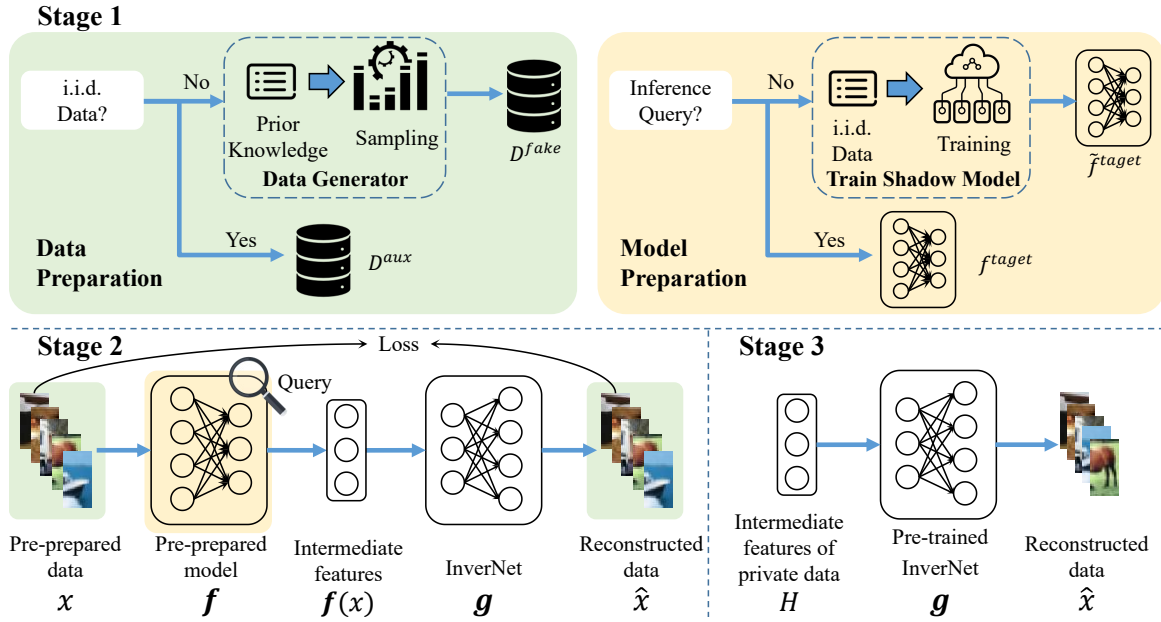 Stage 1
i.i.d.
Data?
No
Yes
Prior
Knowledge
Sampling
Data Generator
D^{fake}
D^{aux}
Data
Preparation
Inference
Query?
No
Yes
i.i.d.
Data
Training
Train Shadow Model
f̃^{taget}
f^{taget}
Model
Preparation
Stage 2
Loss
Query
Pre-prepared
data
x
Pre-prepared
model
f
Intermediate
features
f(x)
InverNet
g
Reconstructed
data
x̂
Stage 3
Intermediate
features of
private data
H
Pre-trained
InverNet
g
Reconstructed
data
x̂